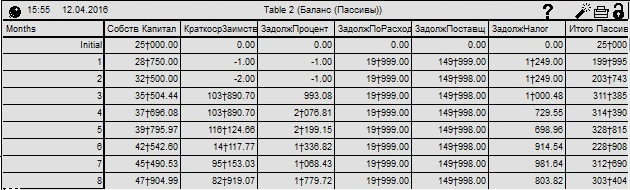 15:55 12.04.2016 Table 2 (Баланс (Пассивы)) ?
Months Собств Капитал КраткосрЗаимств ЗадолжПроцент ЗадолжПоРасход ЗадолжПоставщ ЗадолжНалог Итого Пассив
Initial 25†000.00 0.00 0.00 0.00 0.00 0.00 25†000
1 28†750.00 -1.00 -1.00 19†999.00 149†999.00 1†249.00 199†995
2 32†500.00 -2.00 -1.00 19†999.00 149†998.00 1†249.00 203†743
3 35†504.44 103†890.70 993.08 19†999.00 149†998.00 1†000.48 311†385
4 37†696.08 103†890.70 2†076.81 19†999.00 149†998.00 729.55 314†390
5 39†795.97 116†124.66 2†199.15 19†999.00 149†998.00 698.96 328†815
6 42†542.60 14†117.77 1†336.82 19†999.00 149†998.00 914.54 228†908
7 45†490.53 95†153.03 1†068.43 19†999.00 149†998.00 981.64 312†690
8 47†904.99 82†919.07 1†779.72 19†999.00 149†998.00 803.82 303†404